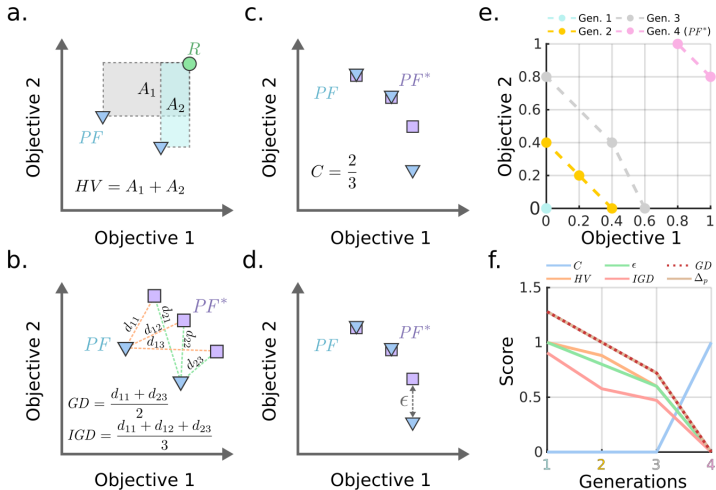 a.
Objective 2
R
A₁
A₂
PF
HV = A₁ + A₂
Objective 1
b.
Objective 2
PF*
d₁₁
d₂₁
d₁₂
d₂₂
PF
d₁₃
d₂₃
GD = (d₁₁ + d₂₃)/2
IGD = (d₁₁ + d₁₂ + d₂₃)/3
Objective 1
c.
Objective 2
PF
PF*
C = 2/3
Objective 1
d.
Objective 2
PF
PF*
ϵ
Objective 1
e.
Gen. 1
Gen. 2
Gen. 3
Gen. 4 (PF*)
Objective 2
1
0.8
0.6
0.4
0.2
0
0 0.2 0.4 0.6 0.8 1
Objective 1
f.
C
HV
ϵ
IGD
GD
Δₚ
Score
1.5
1
0.5
0
1 2 3 4
Generations